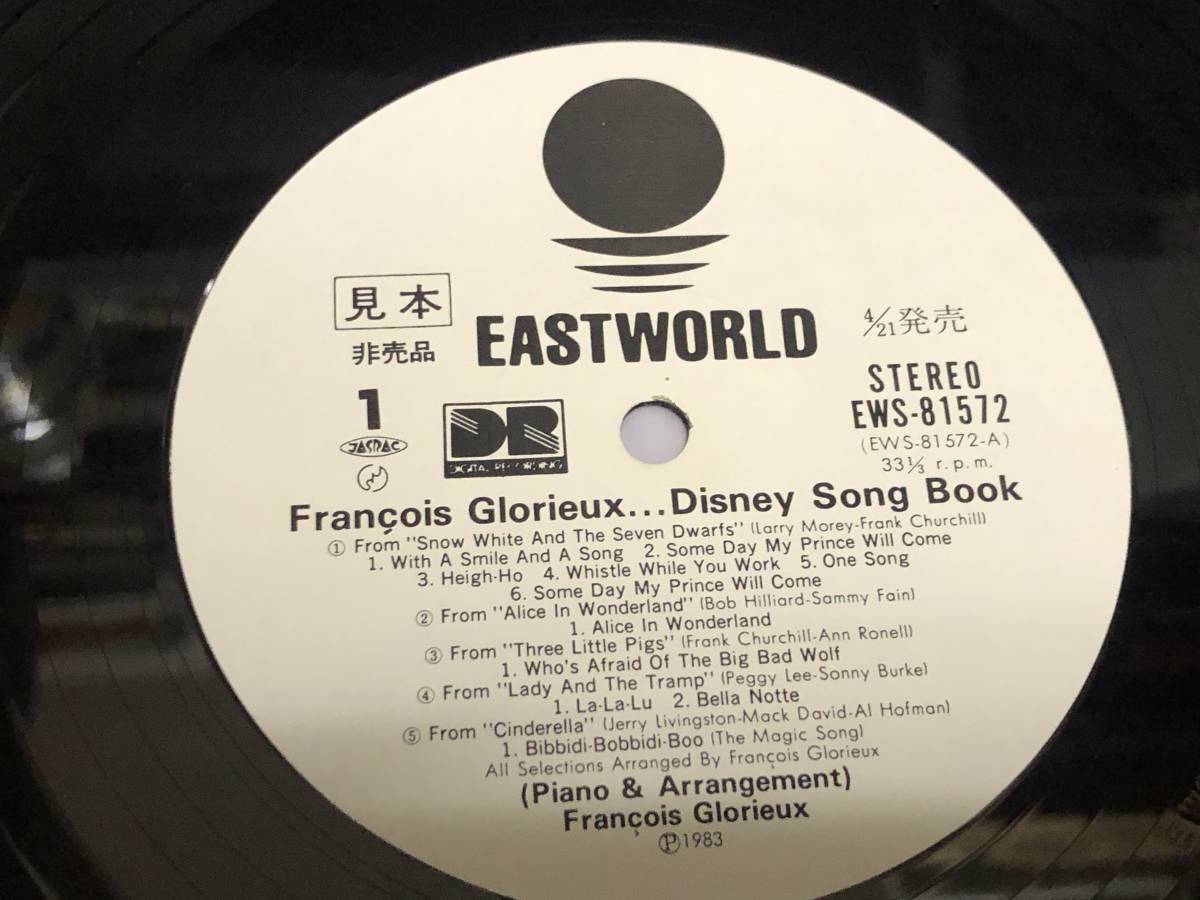 見本
非売品
EASTWORLD
4/21発売
1
STEREO
EWS-81572
(EWS-81572-A)
33⅓ r.p.m.
JASRAC
DR
DIGITAL RECORDING
François Glorieux...Disney Song Book
① From "Snow White And The Seven Dwarfs" (Larry Morey-Frank Churchill)
1. With A Smile And A Song 2. Some Day My Prince Will Come
3. Heigh-Ho 4. Whistle While You Work 5. One Song
6. Some Day My Prince Will Come
② From "Alice In Wonderland" (Bob Hilliard-Sammy Fain)
1. Alice In Wonderland
③ From "Three Little Pigs" (Frank Churchill-Ann Ronell)
1. Who's Afraid Of The Big Bad Wolf
④ From "Lady And The Tramp" (Peggy Lee-Sonny Burke)
1. La-La-Lu 2. Bella Notte
⑤ From "Cinderella" (Jerry Livingston-Mack David-Al Hofman)
1. Bibbidi-Bobbidi-Boo (The Magic Song)
All Selections Arranged By François Glorieux
(Piano & Arrangement)
François Glorieux
Ⓟ1983